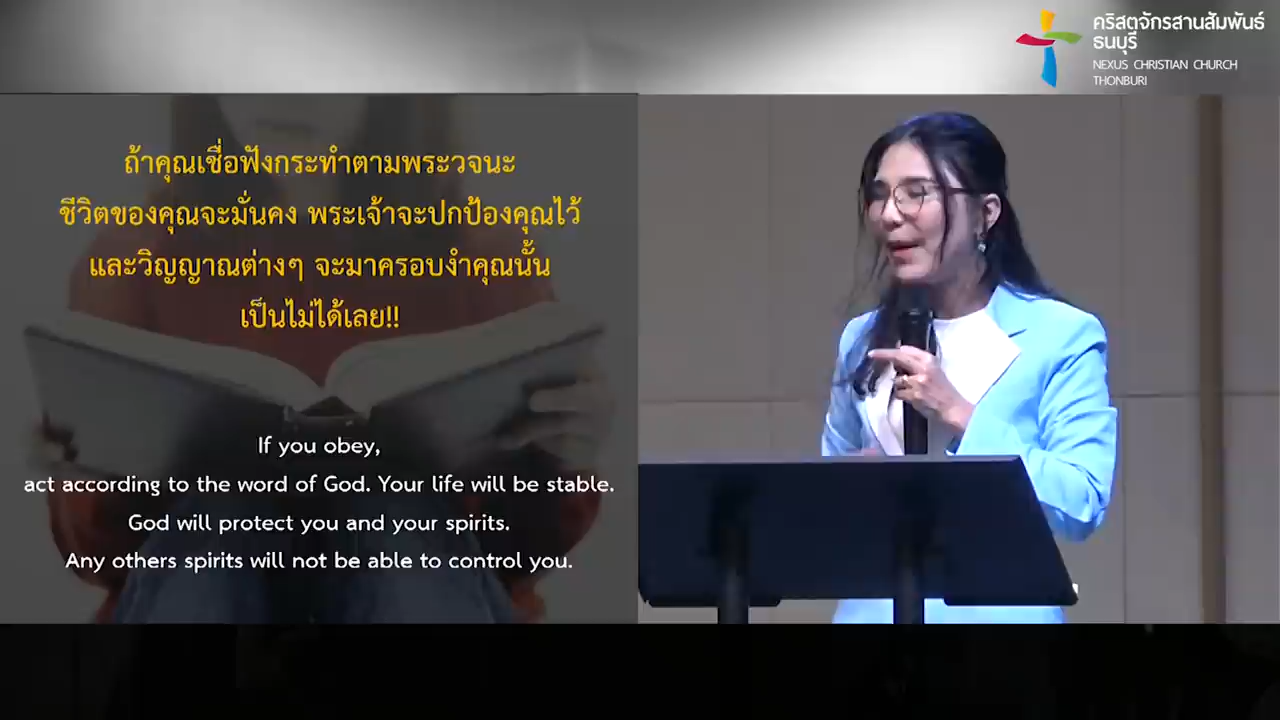 คริสตจักรสานสัมพันธ์
ธนบุรี
NEXUS CHRISTIAN CHURCH
THONBURI
ถ้าคุณเชื่อฟังกระทำตามพระวจนะ
ชีวิตของคุณจะมั่นคง พระเจ้าจะปกป้องคุณไว้
และวิญญาณต่างๆ จะมาครอบงำคุณนั้น
เป็นไม่ได้เลย!!
If you obey,
act according to the word of God. Your life will be stable.
God will protect you and your spirits.
Any others spirits will not be able to control you.